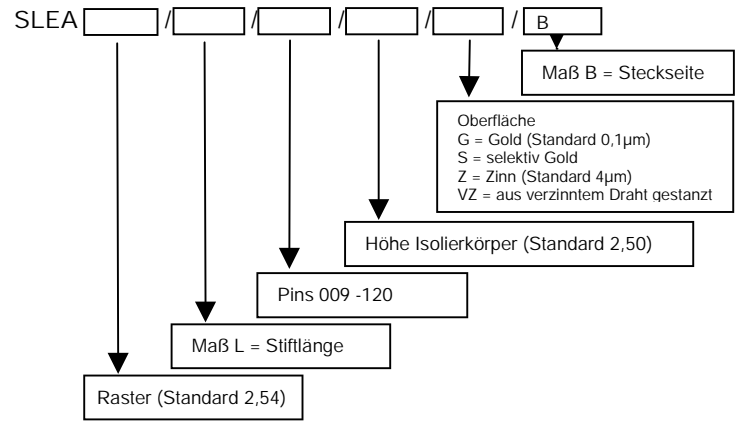 SLEA / / / / / B
Maß B = Steckseite
Oberfläche
G = Gold (Standard 0,1µm)
S = selektiv Gold
Z = Zinn (Standard 4µm)
VZ = aus verzinntem Draht gestanzt
Höhe Isolierkörper (Standard 2,50)
Pins 009 -120
Maß L = Stiftlänge
Raster (Standard 2,54)